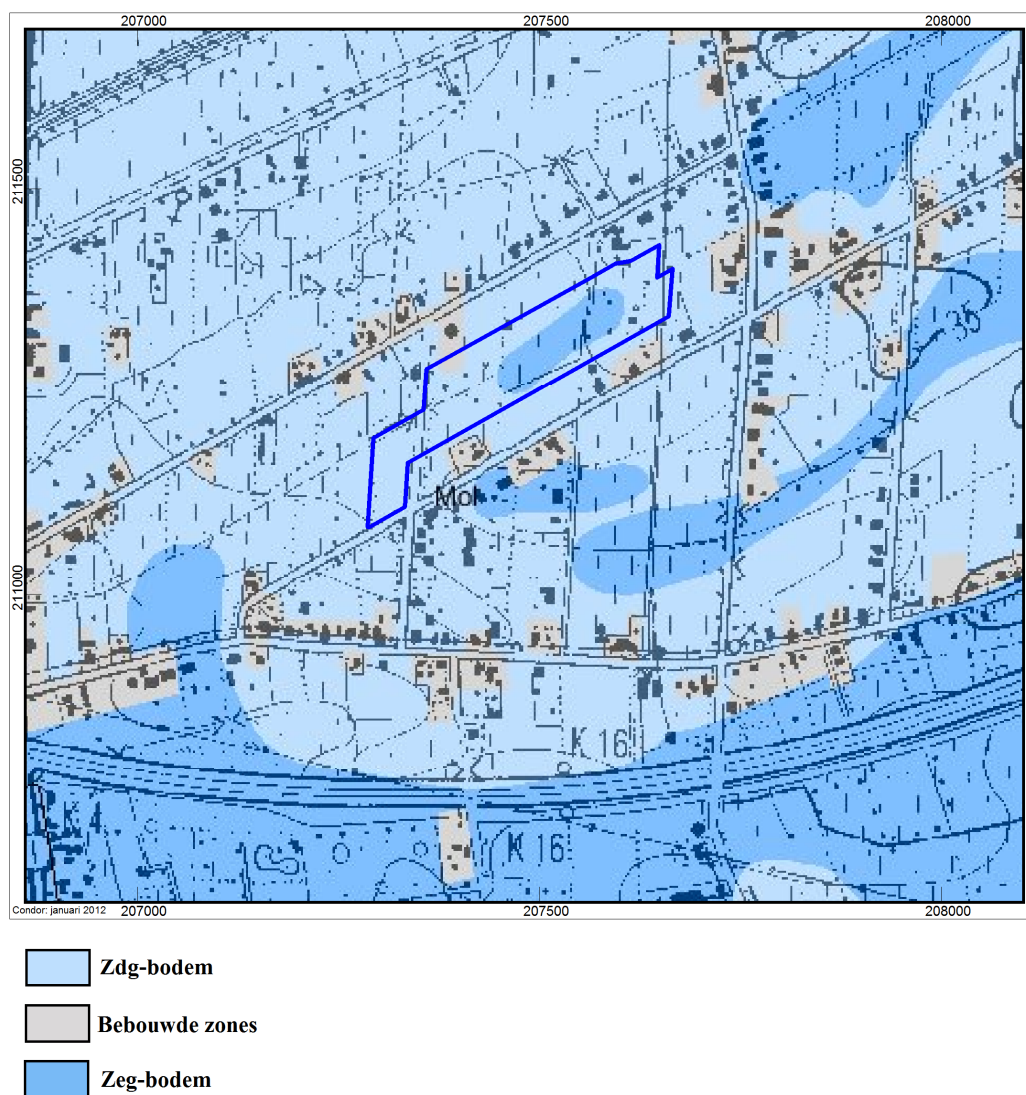 207000 207500 208000
211500
35
Mol
211000
K 16
K 4
K 16
Condor: januari 2012
207000 207500 208000
Zdg-bodem
Bebouwde zones
Zeg-bodem